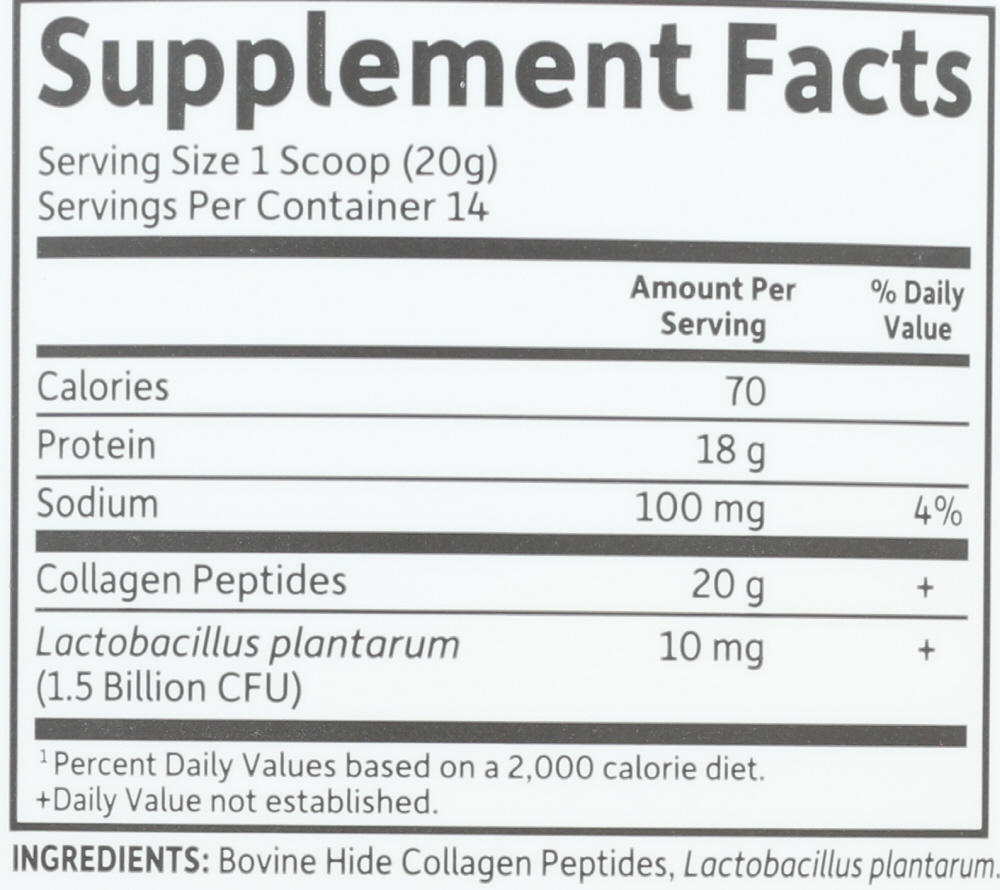 Supplement Facts
Serving Size 1 Scoop (20g)
Servings Per Container 14
Amount Per Serving % Daily Value
Calories 70
Protein 18 g
Sodium 100 mg 4%
Collagen Peptides 20 g +
Lactobacillus plantarum 10 mg +
(1.5 Billion CFU)
¹ Percent Daily Values based on a 2,000 calorie diet.
+Daily Value not established.
INGREDIENTS: Bovine Hide Collagen Peptides, Lactobacillus plantarum.